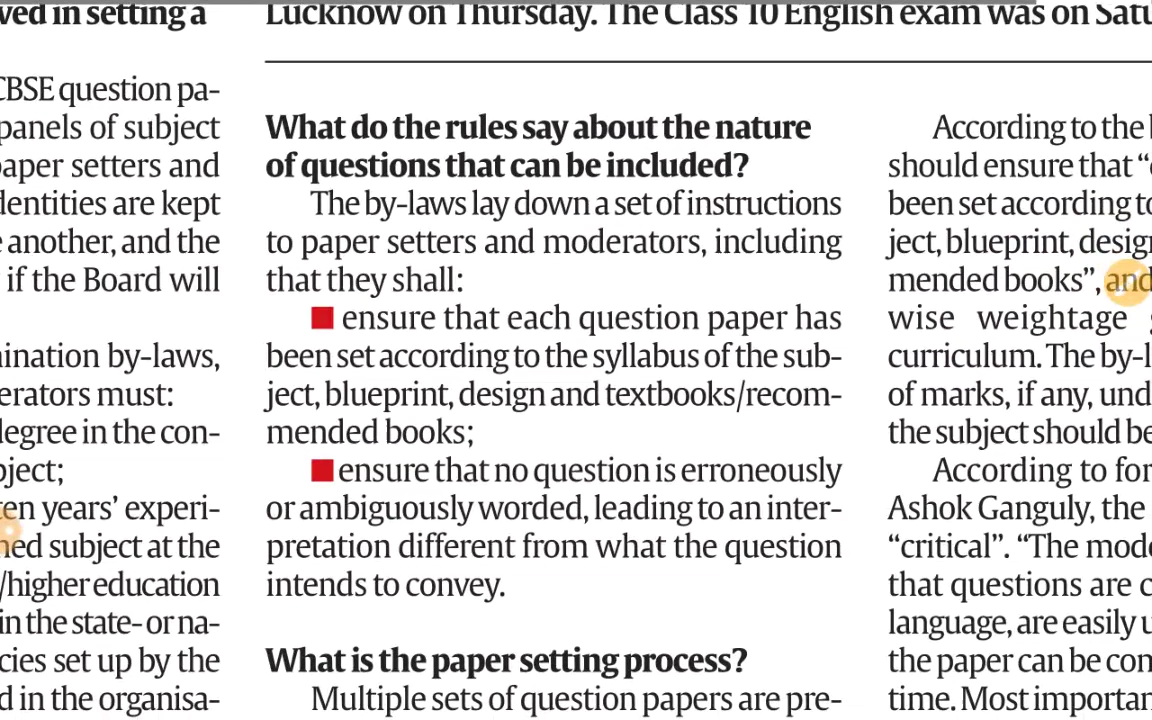 ved in setting a
CBSE question pa-
panels of subject
paper setters and
dentities are kept
another, and the
if the Board will
mination by-laws,
erators must:
degree in the con-
bject;
ten years' experi-
ned subject at the
/higher education
in the state- or na-
cies set up by the
d in the organisa-
Lucknow on Thursday. The Class 10 English exam was on Satu
What do the rules say about the nature
of questions that can be included?
The by-laws lay down a set of instructions
to paper setters and moderators, including
that they shall:
■ ensure that each question paper has
been set according to the syllabus of the sub-
ject, blueprint, design and textbooks/recom-
mended books;
■ ensure that no question is erroneously
or ambiguously worded, leading to an inter-
pretation different from what the question
intends to convey.
What is the paper setting process?
Multiple sets of question papers are pre-
According to the b
should ensure that “
been set according to
ject, blueprint, design
mended books”, and
wise weightage
curriculum. The by-l
of marks, if any, und
the subject should be
According to for
Ashok Ganguly, the
“critical”. “The mode
that questions are c
language, are easily u
the paper can be com
time. Most importan